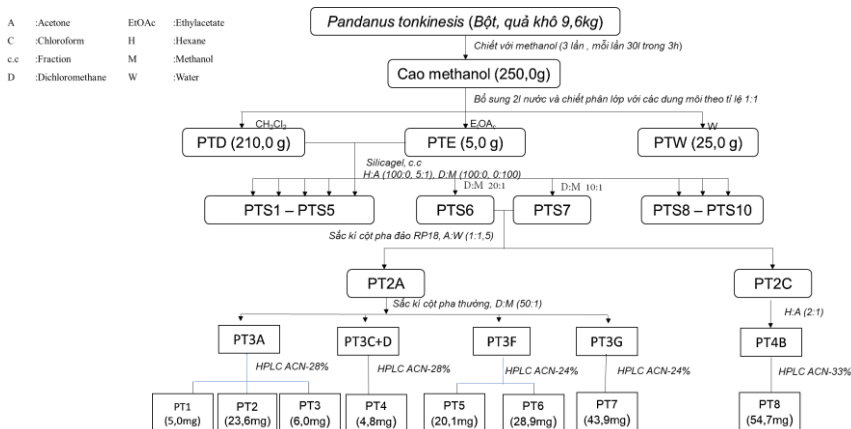 A :Acetone EtOAc :Ethylacetate
C :Chloroform H :Hexane
c.c :Fraction M :Methanol
D :Dichloromethane W :Water
Pandanus tonkinesis (Bột, quả khô 9,6kg)
Chiết với methanol (3 lần , mỗi lần 30l trong 3h)
Cao methanol (250,0g)
Bổ sung 2l nước và chiết phân lớp với các dung môi theo tỉ lệ 1:1
CH2Cl2 EtOAc W
PTD (210,0 g) PTE (5,0 g) PTW (25,0 g)
Silicagel, c.c
H:A (100:0, 5:1), D:M (100:0, 0:100)
D:M 20:1 D:M 10:1
PTS1 – PTS5 PTS6 PTS7 PTS8 – PTS10
Sắc kí cột pha đảo RP18, A:W (1:1,5)
PT2A PT2C
Sắc kí cột pha thường, D:M (50:1) H:A (2:1)
PT3A PT3C+D PT3F PT3G PT4B
HPLC ACN-28% HPLC ACN-28% HPLC ACN-24% HPLC ACN-24% HPLC ACN-33%
PT1 PT2 PT3 PT4 PT5 PT6 PT7 PT8
(5,0mg) (23,6mg) (6,0mg) (4,8mg) (20,1mg) (28,9mg) (43,9mg) (54,7mg)